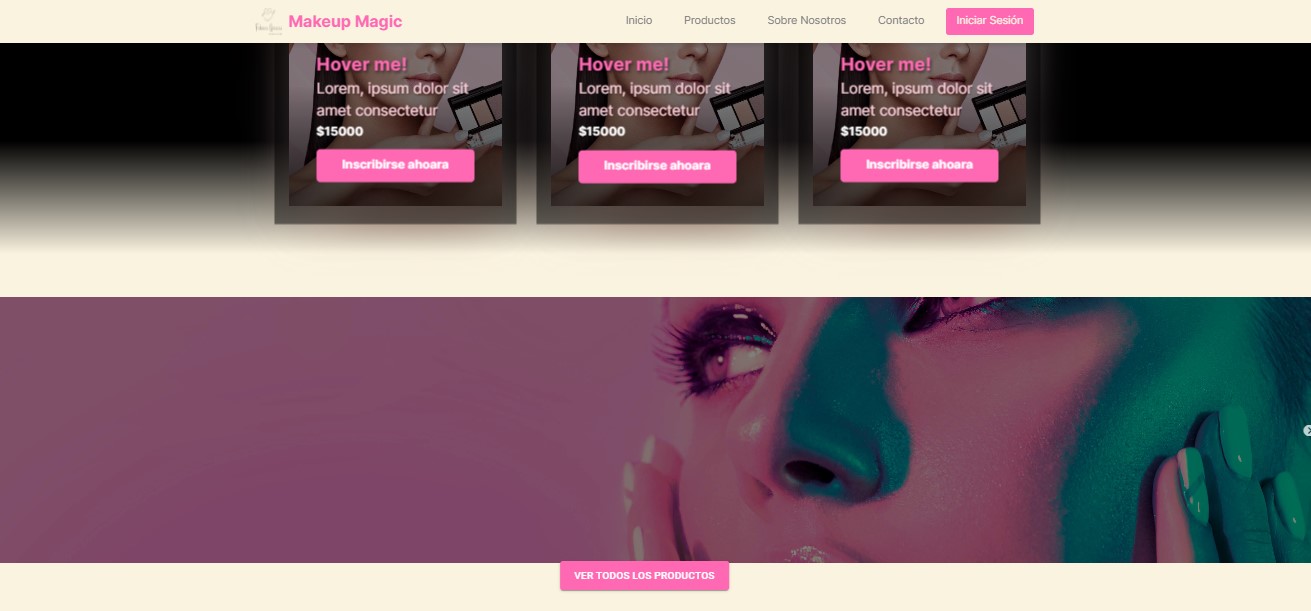 Makeup Magic
Inicio
Productos
Sobre Nosotros
Contacto
Iniciar Sesión
Hover me!
Lorem, ipsum dolor sit
amet consectetur
$15000
Inscribirse ahoara
Hover me!
Lorem, ipsum dolor sit
amet consectetur
$15000
Inscribirse ahoara
Hover me!
Lorem, ipsum dolor sit
amet consectetur
$15000
Inscribirse ahoara
VER TODOS LOS PRODUCTOS